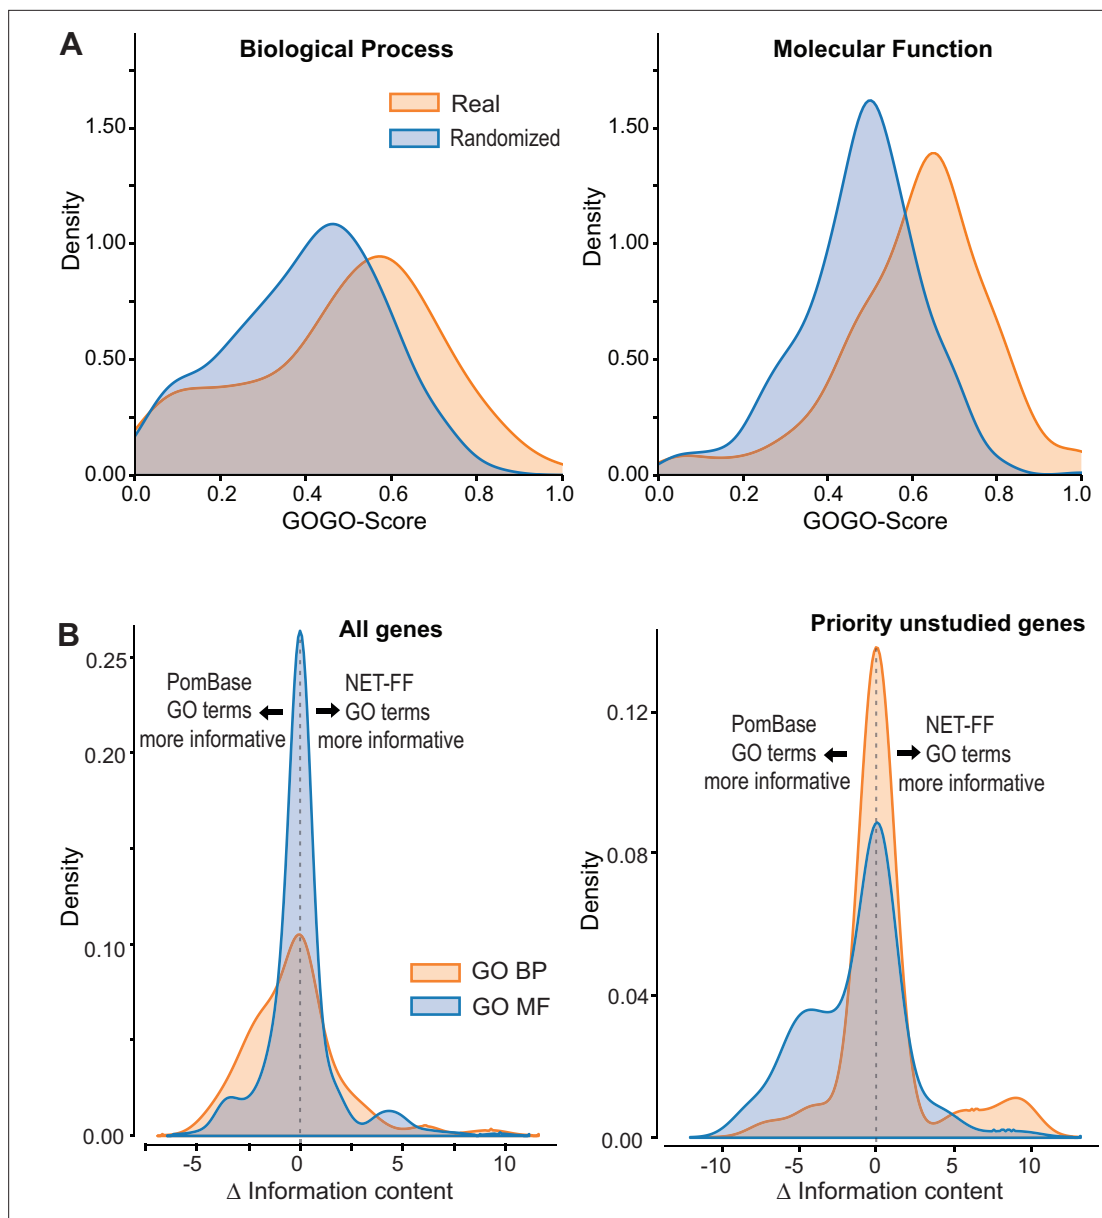 A
Biological Process
Molecular Function
Real
Randomized
1.50
1.00
0.50
0.00
Density
0.0
0.2
0.4
0.6
0.8
1.0
GOGO-Score
1.50
1.00
0.50
0.00
Density
0.0
0.2
0.4
0.6
0.8
1.0
GOGO-Score
B
All genes
PomBase
GO terms
more informative
NET-FF
GO terms
more informative
0.25
0.20
0.10
0.00
Density
GO BP
GO MF
-5
0
5
10
Δ Information content
Priority unstudied genes
PomBase
GO terms
more informative
NET-FF
GO terms
more informative
0.12
0.08
0.04
0.00
Density
-10
-5
0
5
10
Δ Information content